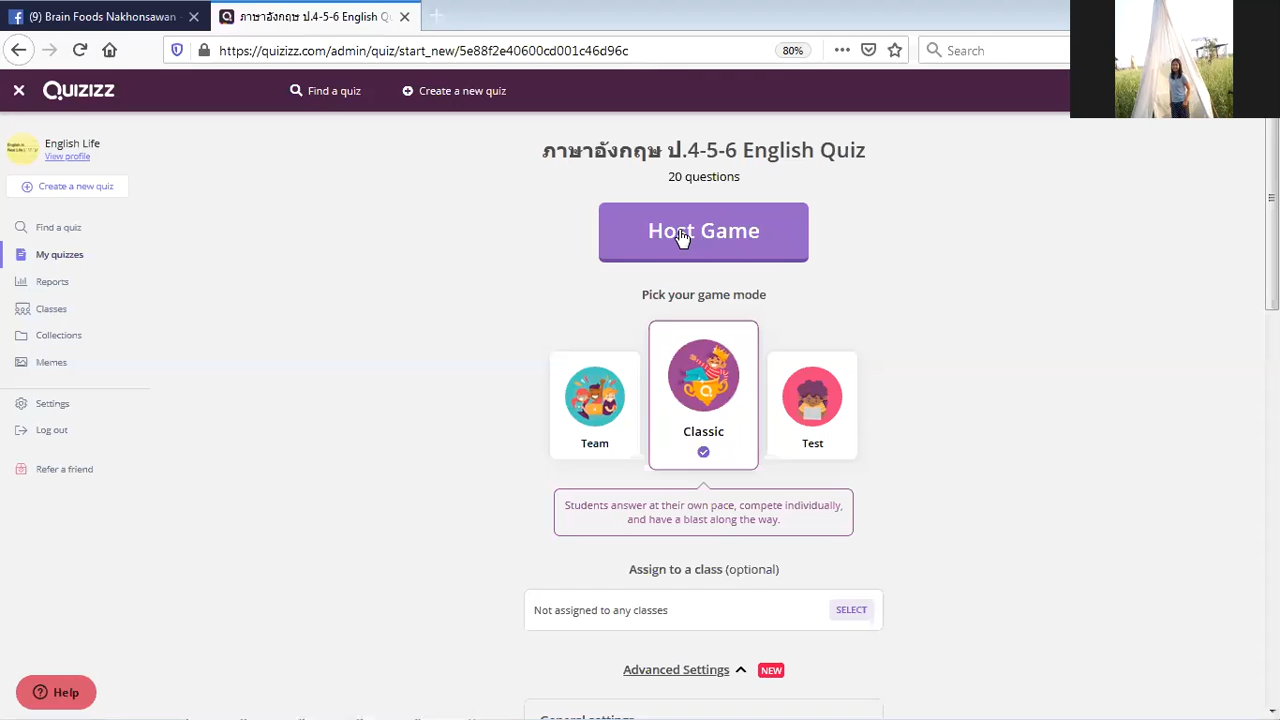 (9) Brain Foods Nakhonsawan -
ภาษาอังกฤษ ป.4-5-6 English Qu
https://quizizz.com/admin/quiz/start_new/5e88f2e40600cd001c46d96c
80%
Search
QUIZIZZ
Find a quiz
Create a new quiz
English Life
View profile
Create a new quiz
Find a quiz
My quizzes
Reports
Classes
Collections
Memes
Settings
Log out
Refer a friend
Help
ภาษาอังกฤษ ป.4-5-6 English Quiz
20 questions
Host Game
Pick your game mode
Team
Classic
Test
Students answer at their own pace, compete individually,
and have a blast along the way.
Assign to a class (optional)
Not assigned to any classes
SELECT
Advanced Settings
NEW
General settings